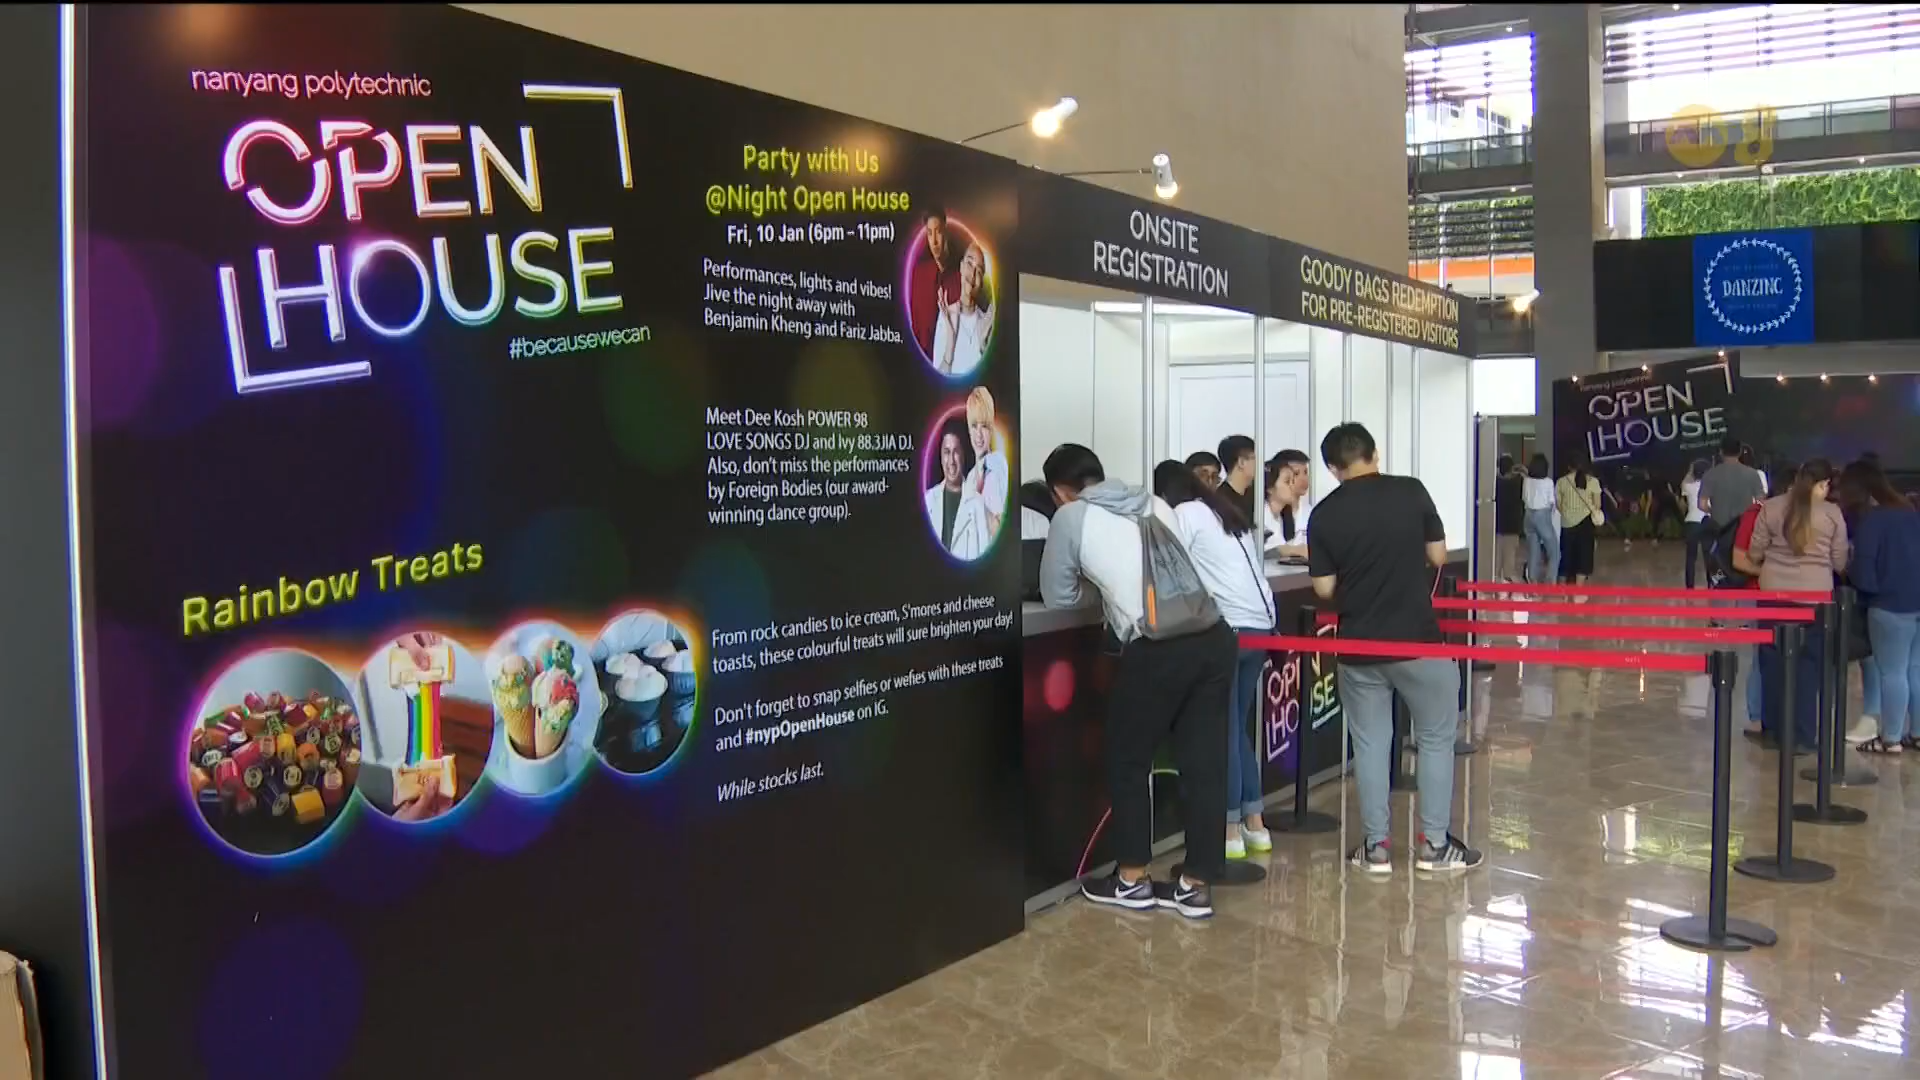 nanyang polytechnic
OPEN
HOUSE
#becausewecan
Party with Us
@Night Open House
Fri, 10 Jan (6pm - 11pm)
Performances, lights and vibes!
Jive the night away with
Benjamin Kheng and Fariz Jabba.
Meet Dee Kosh POWER 98
LOVE SONGS DJ and Ivy 88.3JIA DJ.
Also, don't miss the performances
by Foreign Bodies (our award-
winning dance group).
Rainbow Treats
From rock candies to ice cream, S'mores and cheese
toasts, these colourful treats will sure brighten your day!
Don't forget to snap selfies or wefies with these treats
and #nypOpenHouse on IG.
While stocks last.
ONSITE
REGISTRATION
GOODY BAGS REDEMPTION
FOR PRE-REGISTERED VISITORS
DANZINC
nanyang polytechnic
OPEN
HOUSE
OPE
HOUSE